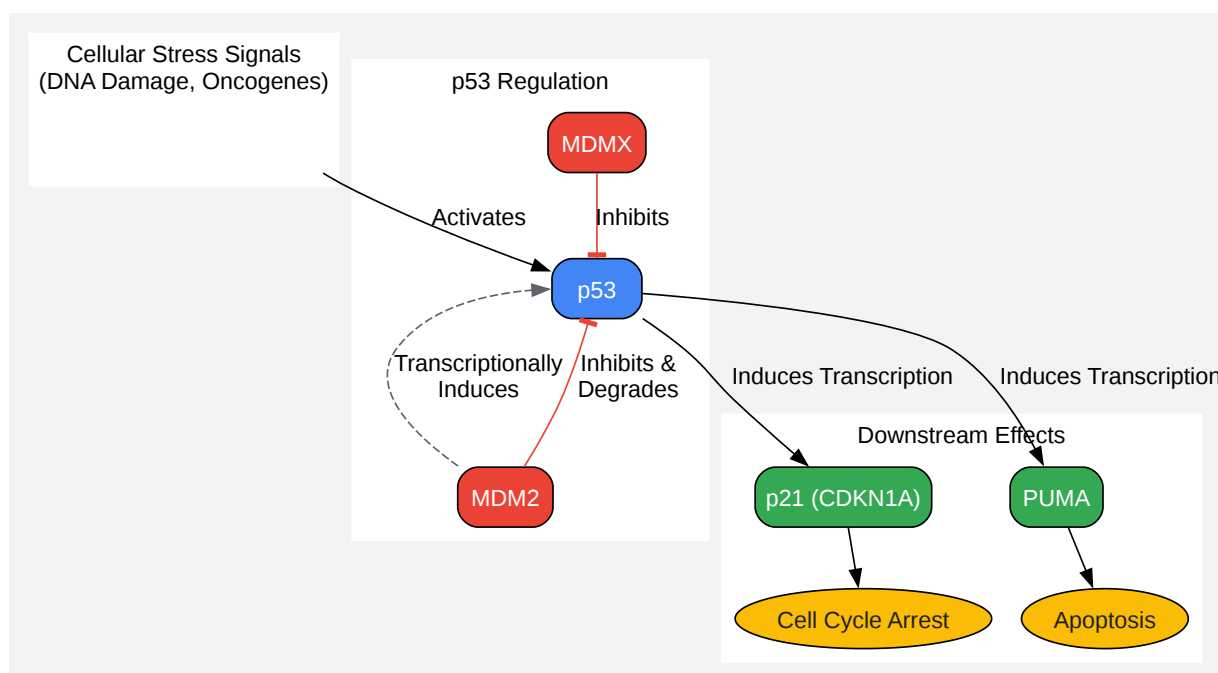 Cellular Stress Signals
(DNA Damage, Oncogenes)
p53 Regulation
MDMX
Activates
Inhibits
p53
Transcriptionally
Induces
Inhibits &
Degrades
Induces Transcription
Induces Transcription
Downstream Effects
MDM2
p21 (CDKN1A)
PUMA
Cell Cycle Arrest
Apoptosis